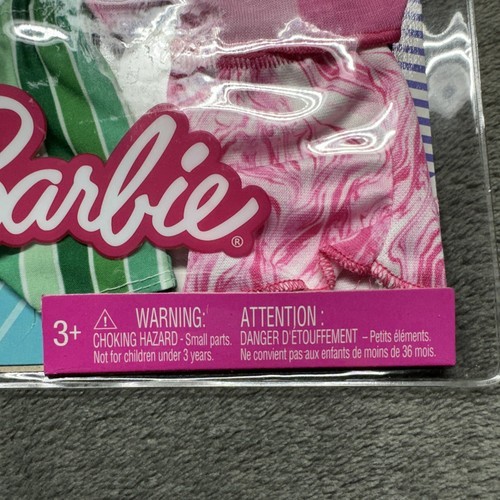 Barbie®
3+
⚠ WARNING:
CHOKING HAZARD - Small parts.
Not for children under 3 years.
ATTENTION :
DANGER D'ÉTOUFFEMENT – Petits éléments.
Ne convient pas aux enfants de moins de 36 mois.